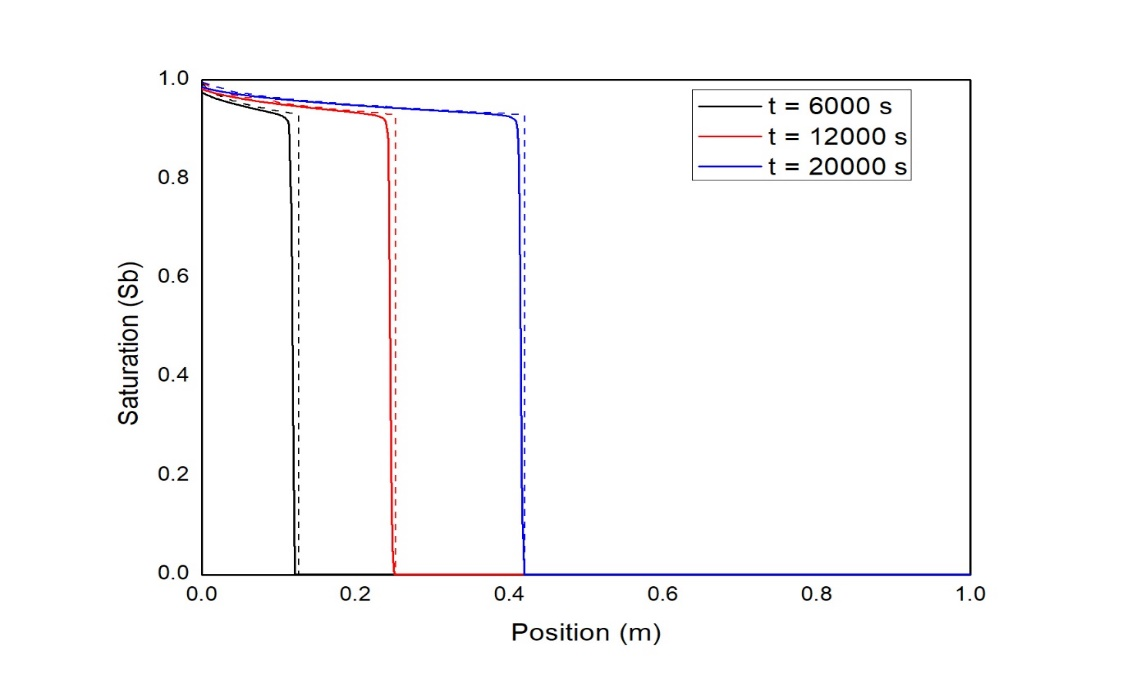 1.0
0.8
0.6
0.4
0.2
0.0
Saturation (Sb)
t = 6000 s
t = 12000 s
t = 20000 s
0.0 0.2 0.4 0.6 0.8 1.0
Position (m)